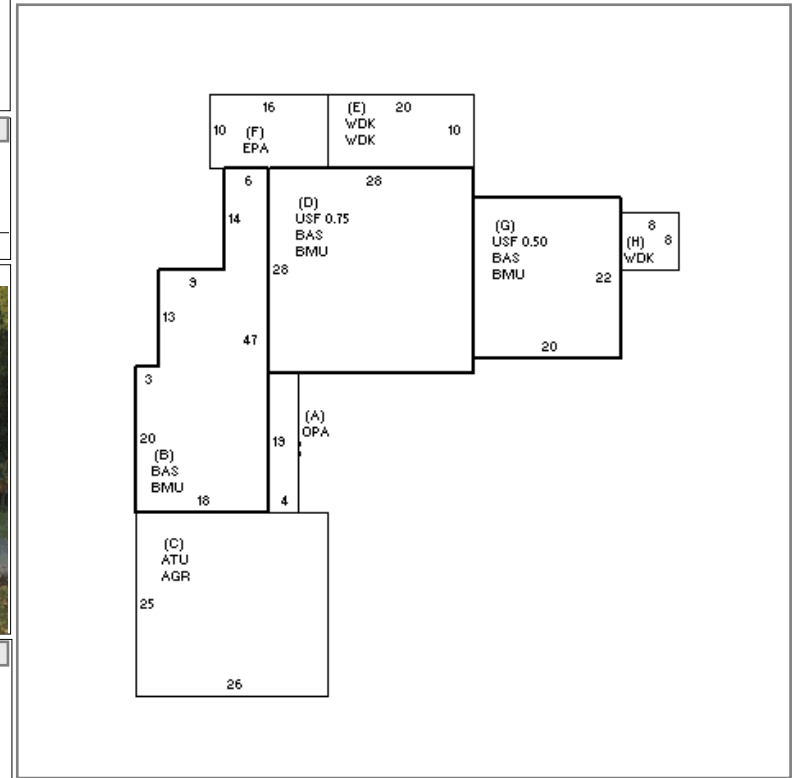 16
10
(F)
EPA
(E)
20
WDK
WDK
10
6
14
28
(D)
USF 0.75
BAS
BMU
28
9
13
47
(G)
USF 0.50
BAS
BMU
22
20
8
8
(H)
WDK
3
20
(B)
BAS
BMU
18
19
4
(A)
OPA
(C)
ATU
AGR
25
26